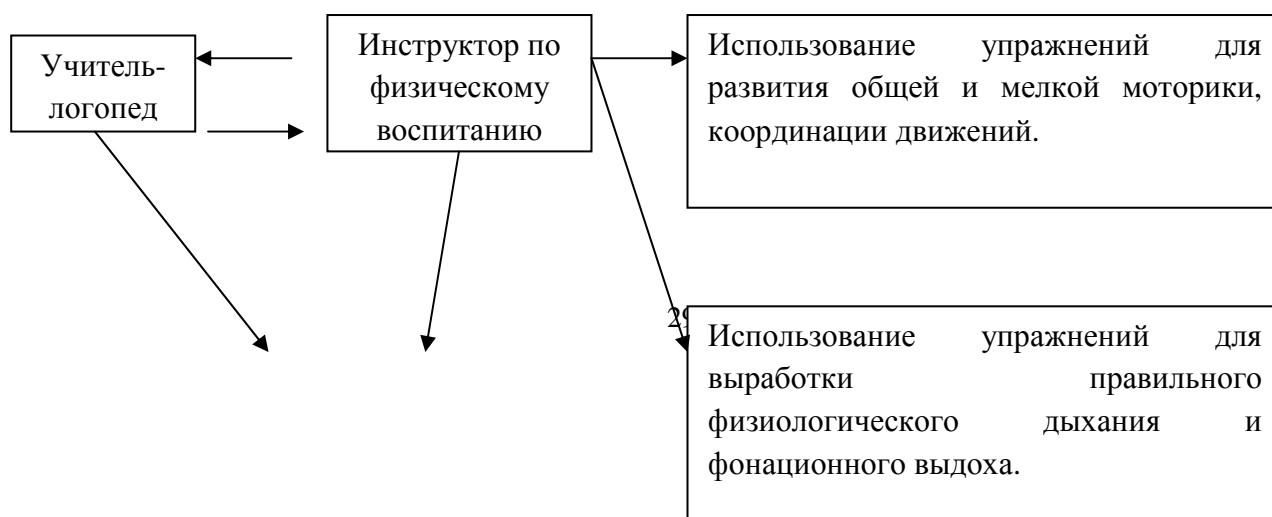 Учитель-
логопед
Инструктор по
физическому
воспитанию
Использование упражнений для
развития общей и мелкой моторики,
координации движений.
Использование упражнений для
выработки правильного
физиологического дыхания и
фонационного выдоха.